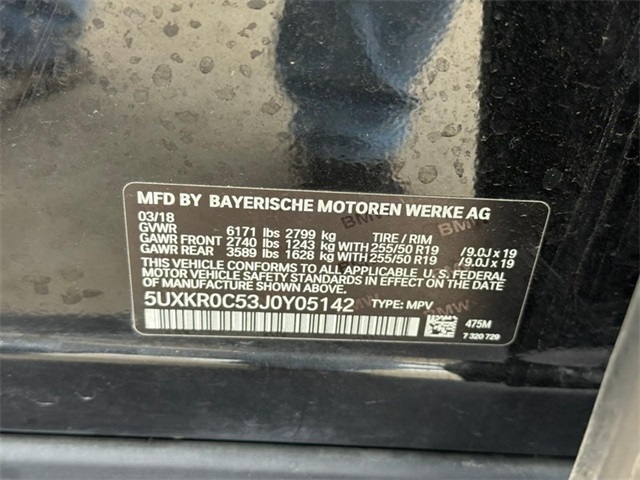 MFD BY BAYERISCHE MOTOREN WERKE AG
03/18
GVWR 6171 lbs 2799 kg TIRE / RIM
GAWR FRONT 2740 lbs 1243 kg WITH 255/50 R19 /9.0J x 19
GAWR REAR 3589 lbs 1628 kg WITH 255/50 R19 /9.0J x 19
THIS VEHICLE CONFORMS TO ALL APPLICABLE U.S. FEDERAL
MOTOR VEHICLE SAFETY STANDARDS IN EFFECT ON THE DATE
OF MANUFACTURE SHOWN ABOVE.
5UXKR0C53J0Y05142 TYPE: MPV
475M
7 320 729